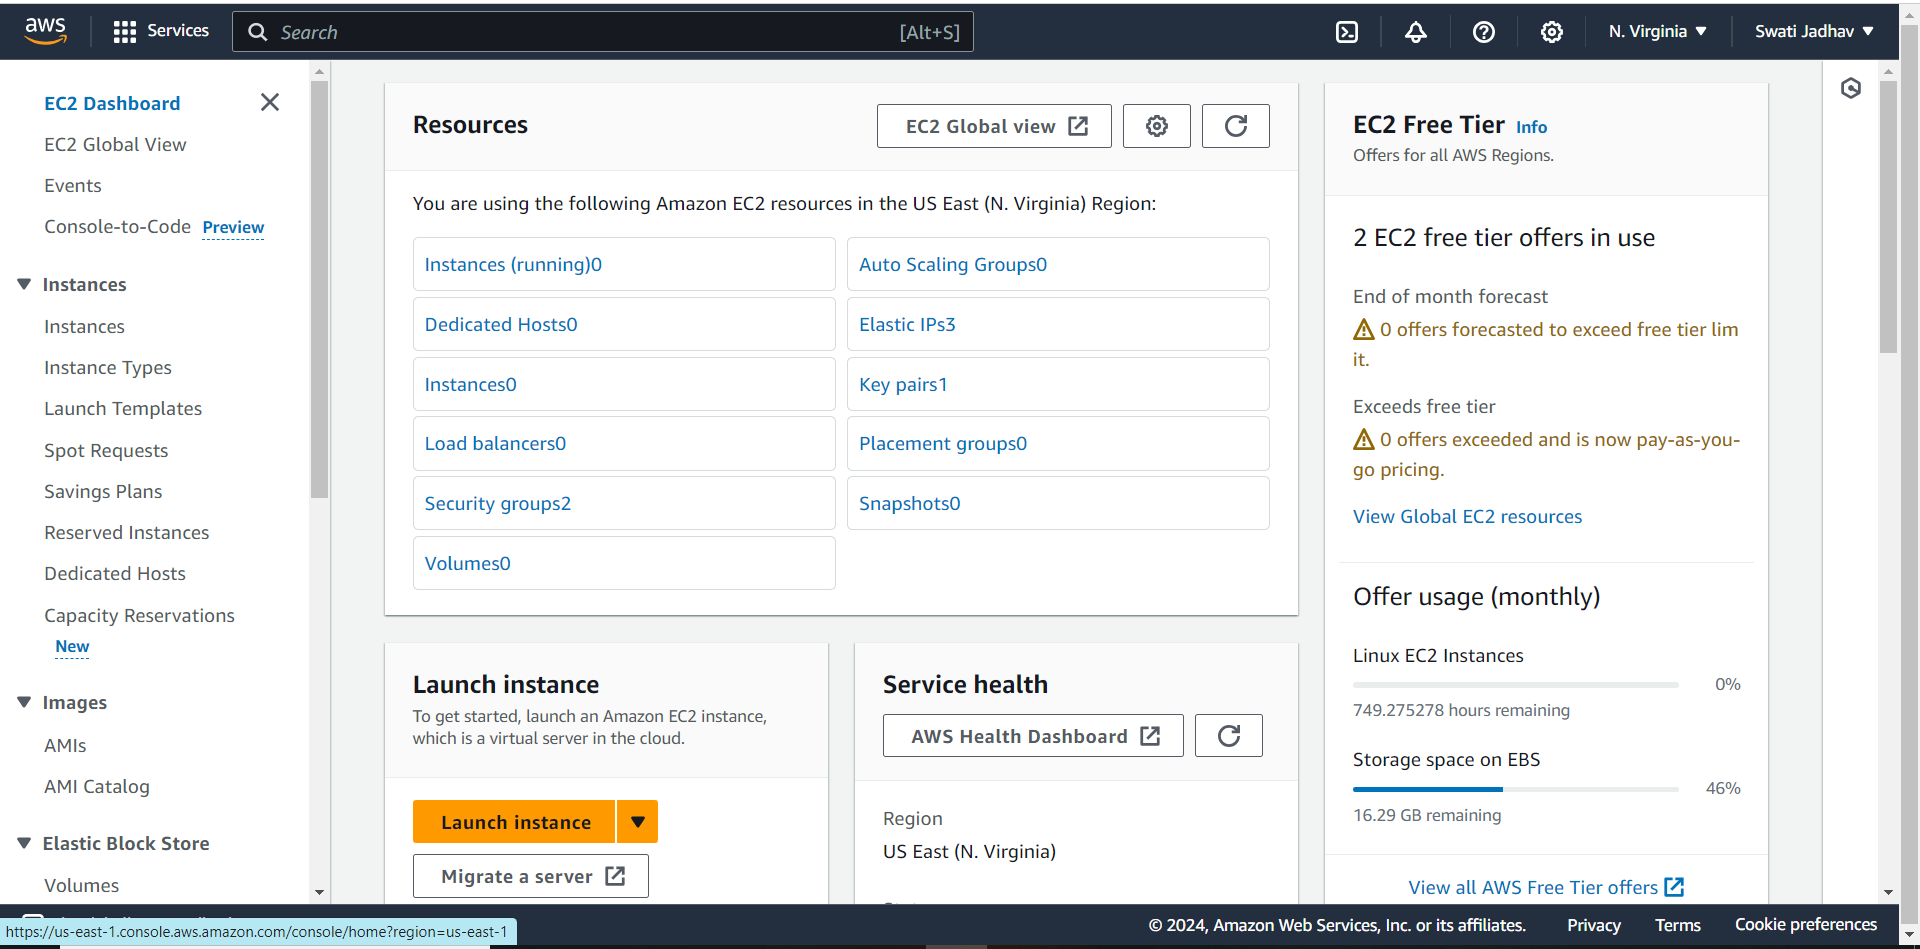 aws
Services
Search
[Alt+S]
N. Virginia
Swati Jadhav
EC2 Dashboard
EC2 Global View
Events
Console-to-Code Preview
Instances
Instances
Instance Types
Launch Templates
Spot Requests
Savings Plans
Reserved Instances
Dedicated Hosts
Capacity Reservations
New
Images
AMIs
AMI Catalog
Elastic Block Store
Volumes
Resources
EC2 Global view
You are using the following Amazon EC2 resources in the US East (N. Virginia) Region:
Instances (running)0
Auto Scaling Groups0
Dedicated Hosts0
Elastic IPs3
Instances0
Key pairs1
Load balancers0
Placement groups0
Security groups2
Snapshots0
Volumes0
Launch instance
To get started, launch an Amazon EC2 instance,
which is a virtual server in the cloud.
Launch instance
Migrate a server
Service health
AWS Health Dashboard
Region
US East (N. Virginia)
EC2 Free Tier Info
Offers for all AWS Regions.
2 EC2 free tier offers in use
End of month forecast
0 offers forecasted to exceed free tier lim
it.
Exceeds free tier
0 offers exceeded and is now pay-as-you-
go pricing.
View Global EC2 resources
Offer usage (monthly)
Linux EC2 Instances
0%
749.275278 hours remaining
Storage space on EBS
46%
16.29 GB remaining
View all AWS Free Tier offers
https://us-east-1.console.aws.amazon.com/console/home?region=us-east-1
© 2024, Amazon Web Services, Inc. or its affiliates.
Privacy
Terms
Cookie preferences